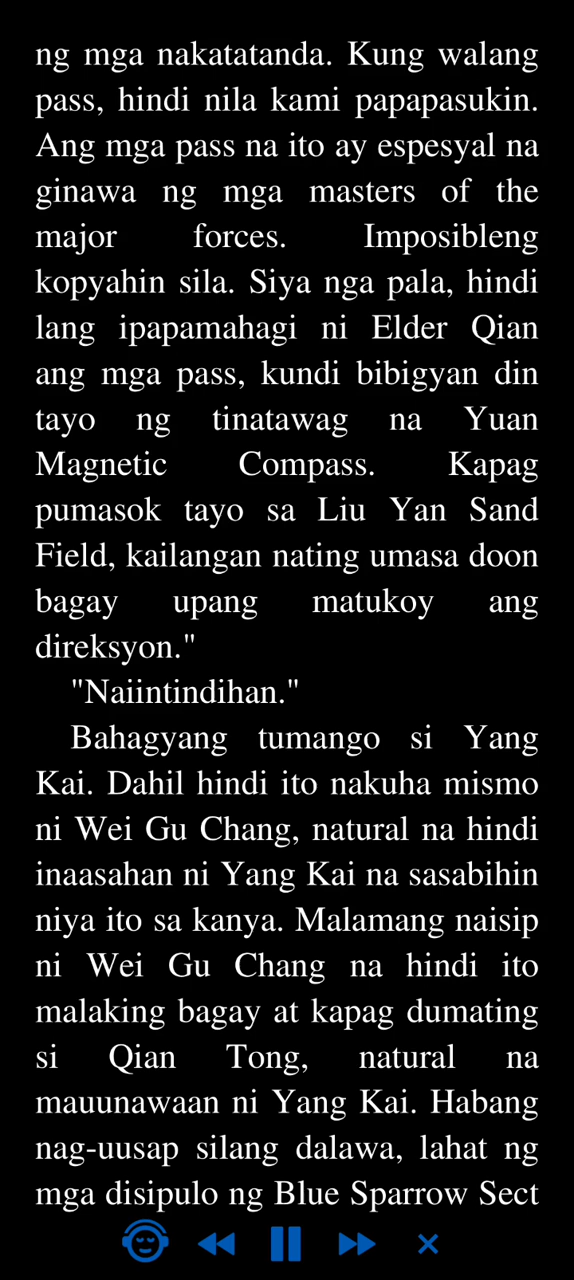 ng mga nakatatanda. Kung walang
pass, hindi nila kami papapasukin.
Ang mga pass na ito ay espesyal na
ginawa ng mga masters of the
major forces. Imposibleng
kopyahin sila. Siya nga pala, hindi
lang ipapamahagi ni Elder Qian
ang mga pass, kundi bibigyan din
tayo ng tinatawag na Yuan
Magnetic Compass. Kapag
pumasok tayo sa Liu Yan Sand
Field, kailangan nating umasa doon
bagay upang matukoy ang
direksyon."
"Naiintindihan."
Bahagyang tumango si Yang
Kai. Dahil hindi ito nakuha mismo
ni Wei Gu Chang, natural na hindi
inaasahan ni Yang Kai na sasabihin
niya ito sa kanya. Malamang naisip
ni Wei Gu Chang na hindi ito
malaking bagay at kapag dumating
si Qian Tong, natural na
mauunawaan ni Yang Kai. Habang
nag-uusap silang dalawa, lahat ng
mga disipulo ng Blue Sparrow Sect